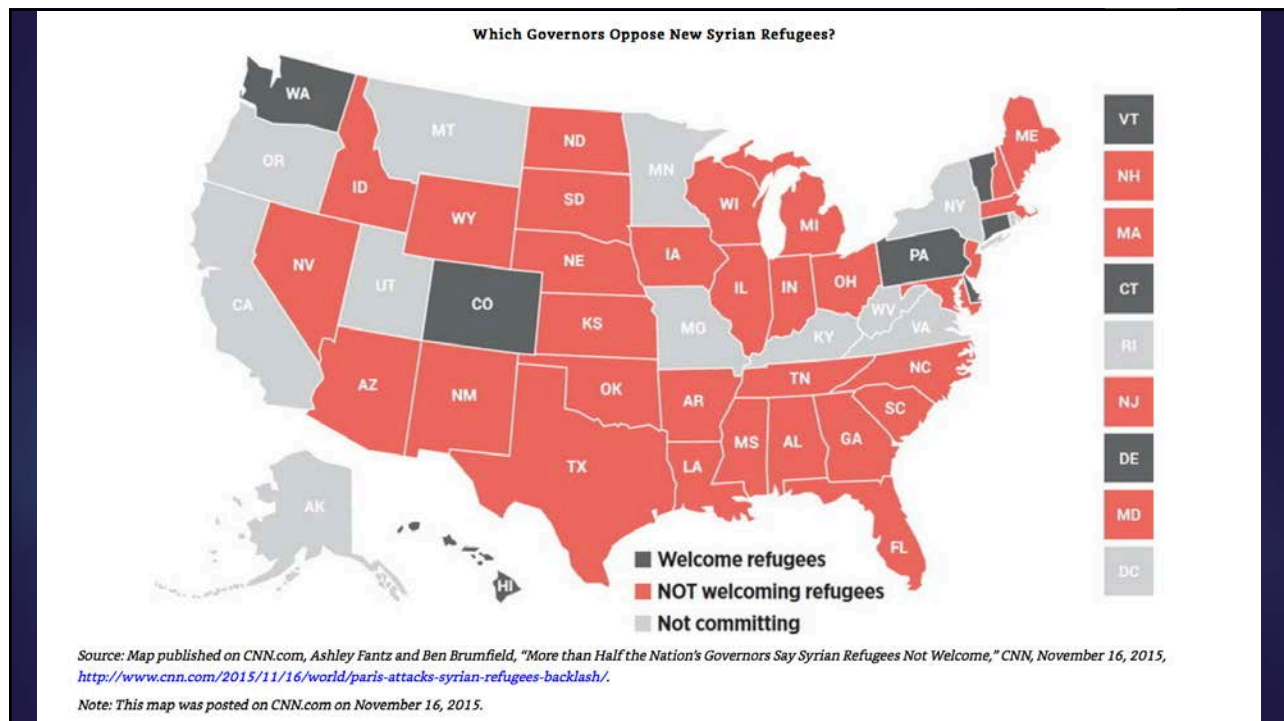 Which Governors Oppose New Syrian Refugees?
WA
MT
ND
MN
ME
VT
OR
ID
SD
WI
MI
NY
NH
WY
MA
NV
NE
IA
PA
CT
UT
CO
IL
IN
OH
CA
KS
MO
WV
KY
VA
RI
AZ
NM
OK
AR
TN
NC
NJ
SC
MS
AL
GA
DE
TX
LA
AK
FL
MD
HI
DC
Welcome refugees
NOT welcoming refugees
Not committing
Source: Map published on CNN.com, Ashley Fantz and Ben Brumfield, “More than Half the Nation’s Governors Say Syrian Refugees Not Welcome,” CNN, November 16, 2015,
http://www.cnn.com/2015/11/16/world/paris-attacks-syrian-refugees-backlash/.
Note: This map was posted on CNN.com on November 16, 2015.